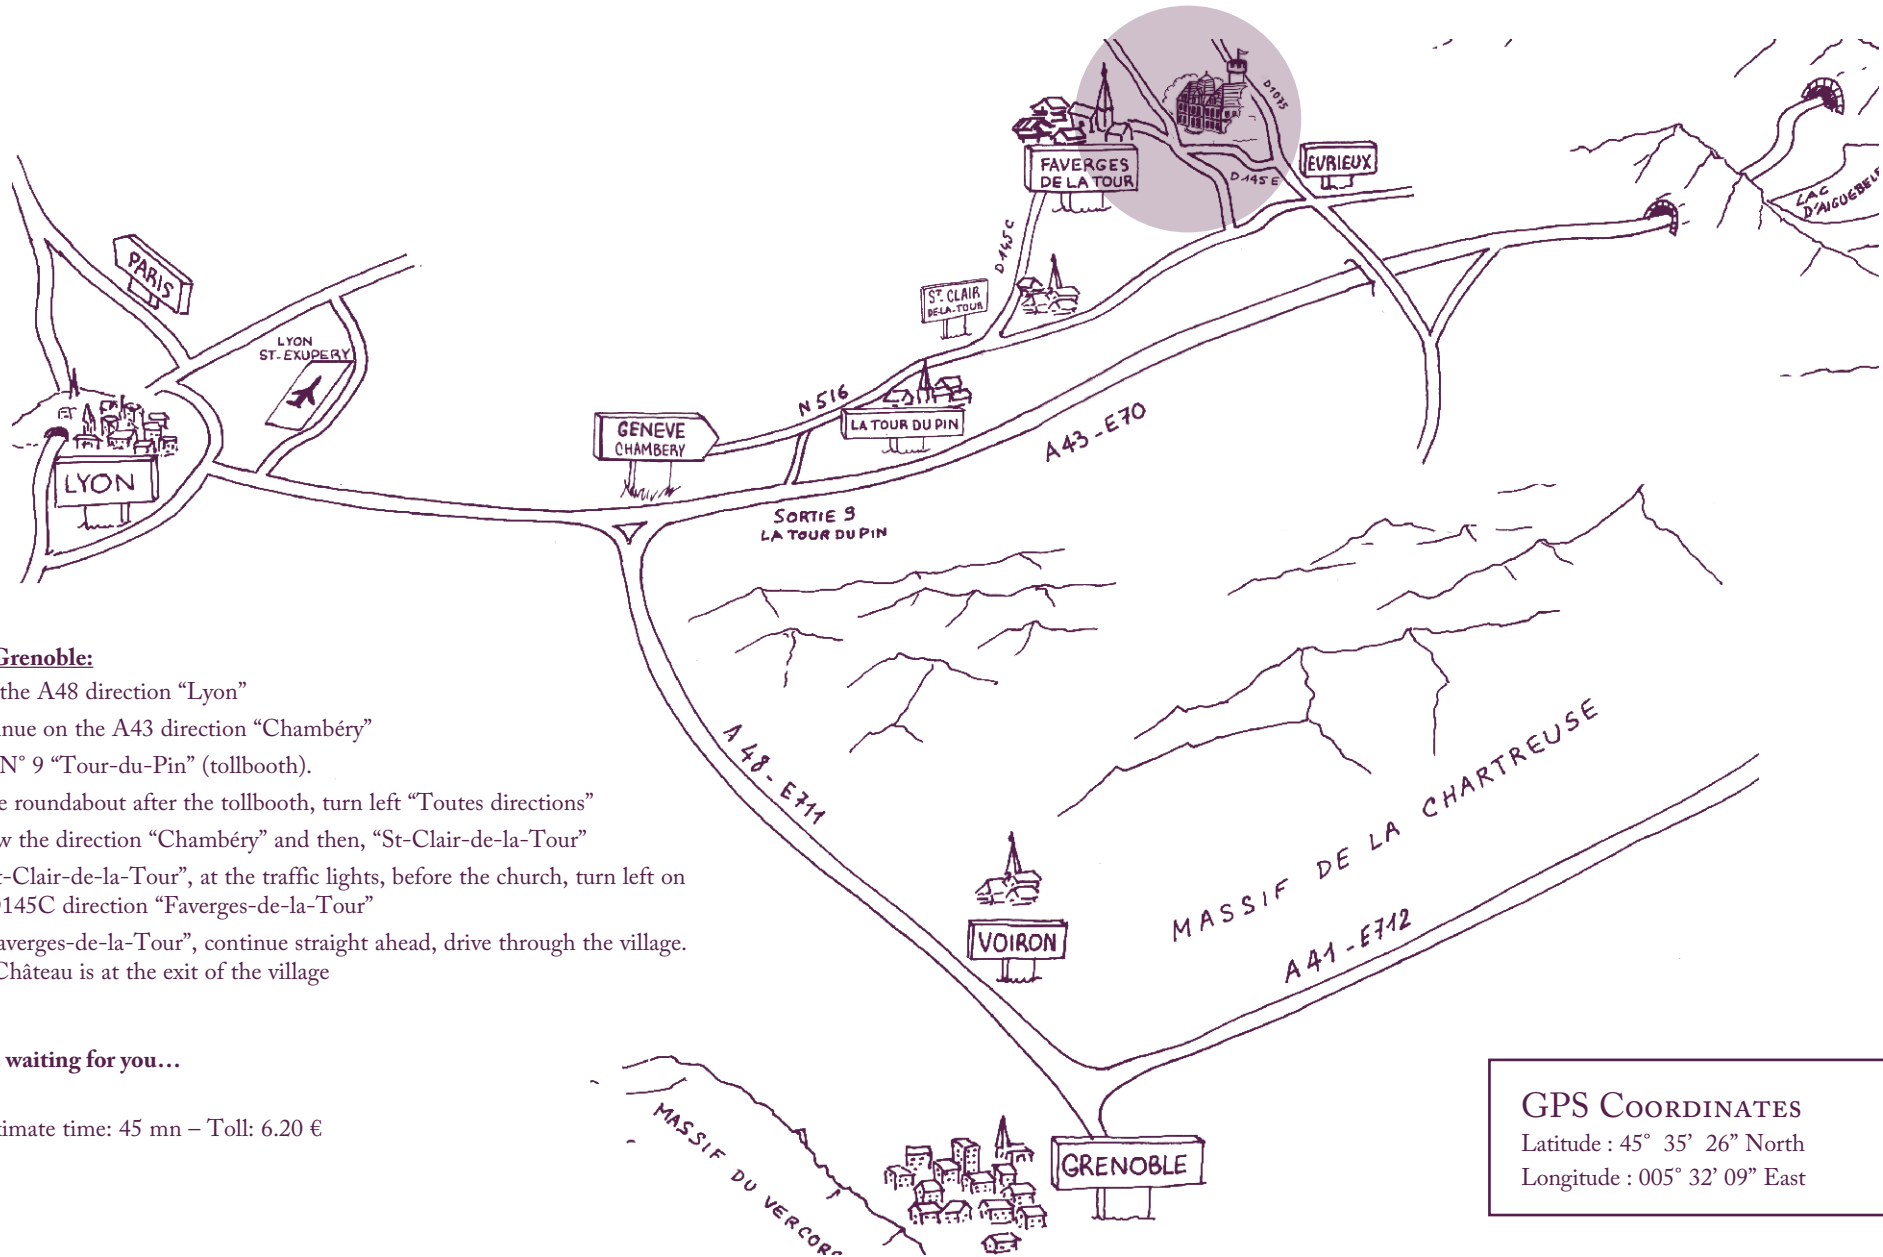 D1075
FAVERGES
DE LA TOUR
EVRIEUX
D145E
LAC
D'AIGUEBELE
D145C
PARIS
ST. CLAIR
DE-LA-TOUR
LYON
ST-EXUPERY
N516
GENEVE
CHAMBERY
LA TOUR DU PIN
A43-E70
LYON
SORTIE 9
LA TOUR DU PIN
Grenoble:
the A48 direction “Lyon”
nue on the A43 direction “Chambéry”
N° 9 “Tour-du-Pin” (tollbooth).
e roundabout after the tollbooth, turn left “Toutes directions”
w the direction “Chambéry” and then, “St-Clair-de-la-Tour”
t-Clair-de-la-Tour”, at the traffic lights, before the church, turn left on
D145C direction “Faverges-de-la-Tour”
averges-de-la-Tour”, continue straight ahead, drive through the village.
Château is at the exit of the village
waiting for you…
ximate time: 45 mn – Toll: 6.20 €
A48-E711
MASSIF DE LA CHARTREUSE
VOIRON
A41-E712
MASSIF DU VERCORS
GRENOBLE
GPS COORDINATES
Latitude : 45° 35’ 26” North
Longitude : 005° 32’ 09” East